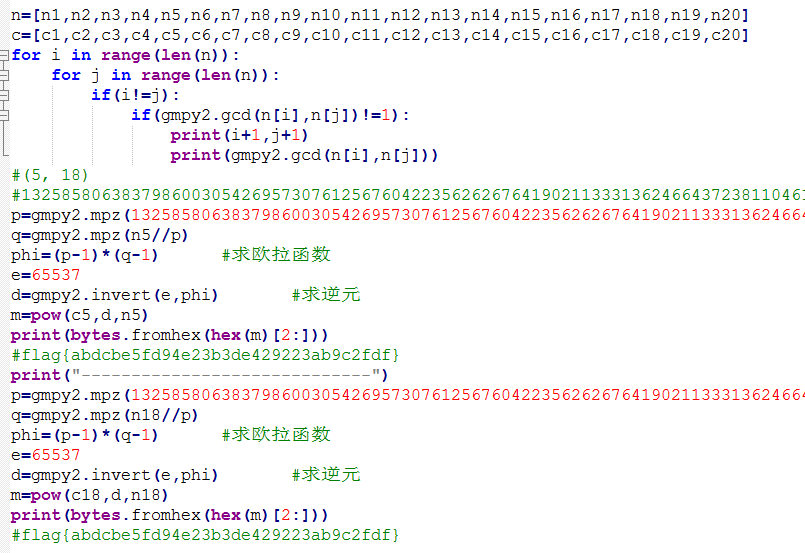 n=[n1,n2,n3,n4,n5,n6,n7,n8,n9,n10,n11,n12,n13,n14,n15,n16,n17,n18,n19,n20]
c=[c1,c2,c3,c4,c5,c6,c7,c8,c9,c10,c11,c12,c13,c14,c15,c16,c17,c18,c19,c20]
for i in range(len(n)):
    for j in range(len(n)):
        if(i!=j):
            if(gmpy2.gcd(n[i],n[j])!=1):
                print(i+1,j+1)
                print(gmpy2.gcd(n[i],n[j]))
#(5, 18)
#132585806383798600305426957307612567604223562626764190211333136246643723811046
p=gmpy2.mpz(13258580638379860030542695730761256760422356262676419021133313624664
q=gmpy2.mpz(n5//p)
phi=(p-1)*(q-1)      #求欧拉函数
e=65537
d=gmpy2.invert(e,phi)       #求逆元
m=pow(c5,d,n5)
print(bytes.fromhex(hex(m)[2:]))
#flag{abdcbe5fd94e23b3de429223ab9c2fdf}
print("-----------------------------")
p=gmpy2.mpz(13258580638379860030542695730761256760422356262676419021133313624664
q=gmpy2.mpz(n18//p)
phi=(p-1)*(q-1)      #求欧拉函数
e=65537
d=gmpy2.invert(e,phi)       #求逆元
m=pow(c18,d,n18)
print(bytes.fromhex(hex(m)[2:]))
#flag{abdcbe5fd94e23b3de429223ab9c2fdf}